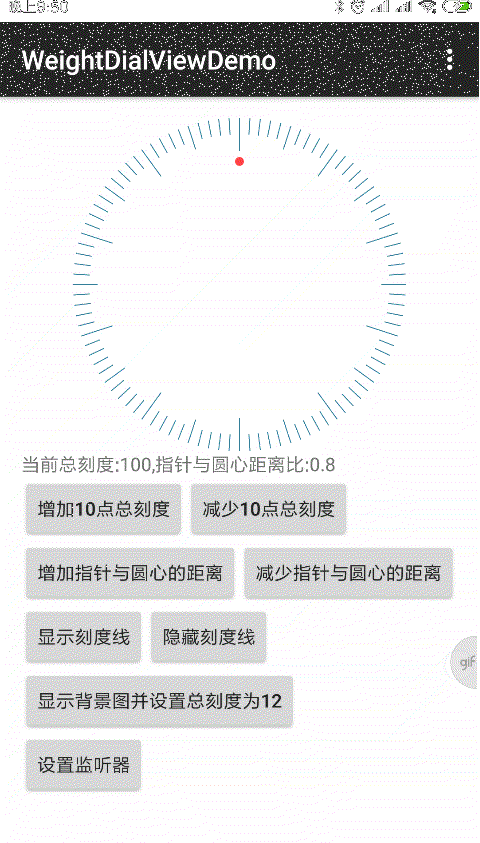 晚上9:50
WeightDialViewDemo
当前总刻度:100,指针与圆心距离比:0.8
增加10点总刻度 减少10点总刻度
增加指针与圆心的距离 减少指针与圆心的距离
显示刻度线 隐藏刻度线
gif
显示背景图并设置总刻度为12
设置监听器